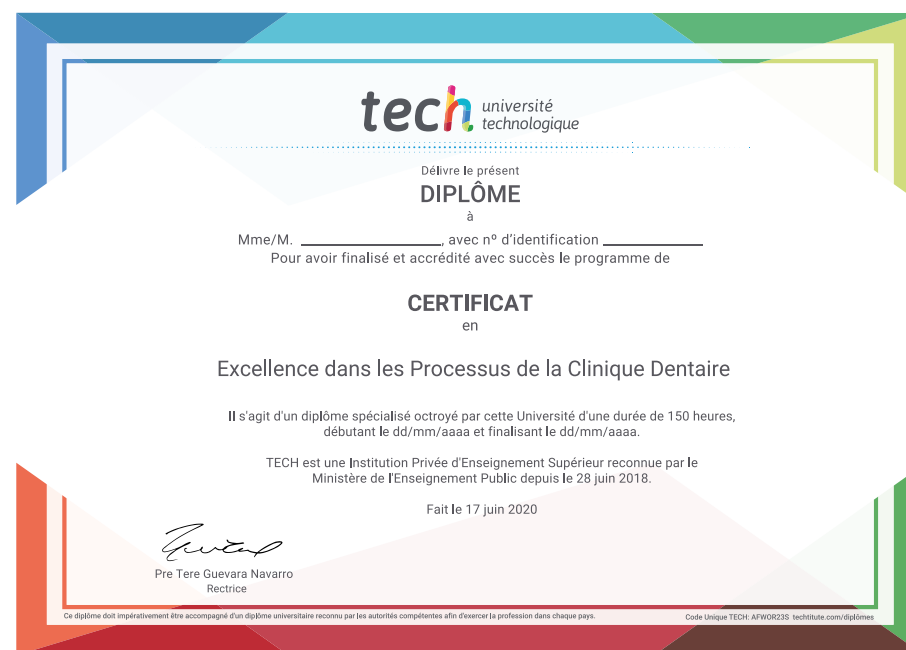 tech université
technologique
Délivre le présent
DIPLÔME
à
Mme/M. ____________________, avec nº d'identification ______________
Pour avoir finalisé et accrédité avec succès le programme de
CERTIFICAT
en
Excellence dans les Processus de la Clinique Dentaire
Il s'agit d'un diplôme spécialisé octroyé par cette Université d'une durée de 150 heures,
débutant le dd/mm/aaaa et finalisant le dd/mm/aaaa.
TECH est une Institution Privée d'Enseignement Supérieur reconnue par le
Ministère de l'Enseignement Public depuis le 28 juin 2018.
Fait le 17 juin 2020
Pre Tere Guevara Navarro
Rectrice
Ce diplôme doit impérativement être accompagné d'un diplôme universitaire reconnu par les autorités compétentes afin d'exercer la profession dans chaque pays.
Code Unique TECH: AFWOR23S techtitute.com/diplômes